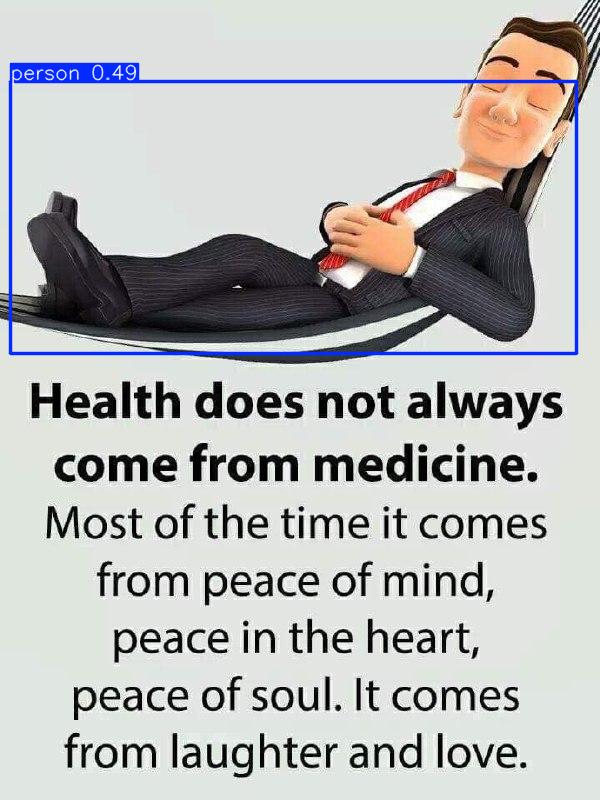 person 0.49
Health does not always
come from medicine.
Most of the time it comes
from peace of mind,
peace in the heart,
peace of soul. It comes
from laughter and love.